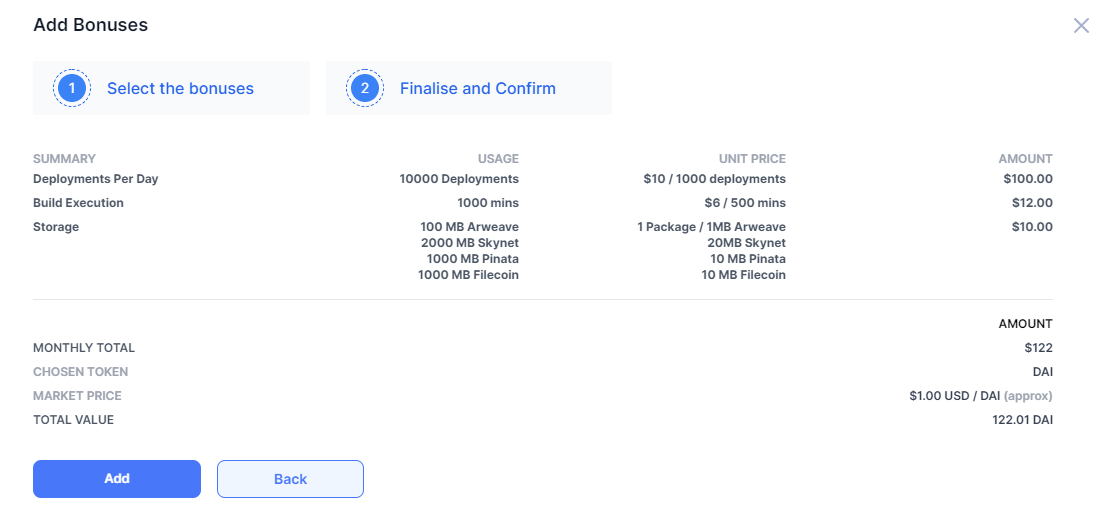 Add Bonuses
1 Select the bonuses
2 Finalise and Confirm
SUMMARY USAGE UNIT PRICE AMOUNT
Deployments Per Day 10000 Deployments $10 / 1000 deployments $100.00
Build Execution 1000 mins $6 / 500 mins $12.00
Storage 100 MB Arweave 1 Package / 1MB Arweave $10.00
2000 MB Skynet 20MB Skynet
1000 MB Pinata 10 MB Pinata
1000 MB Filecoin 10 MB Filecoin
AMOUNT
MONTHLY TOTAL $122
CHOSEN TOKEN DAI
MARKET PRICE $1.00 USD / DAI (approx)
TOTAL VALUE 122.01 DAI
Add Back